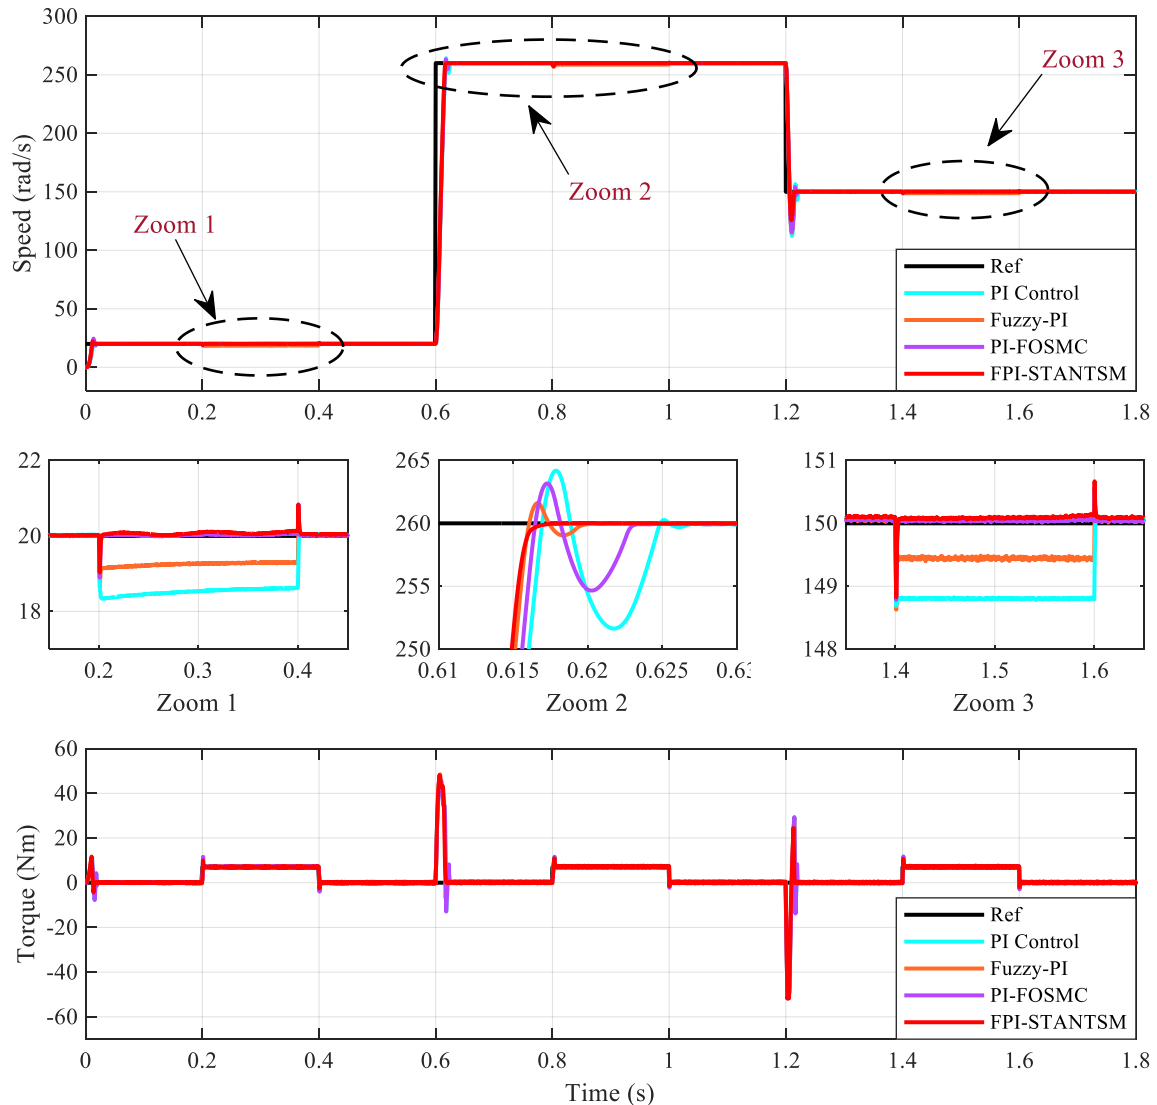 300
250
200
150
100
50
0
Speed (rad/s)
Zoom 1
Zoom 2
Zoom 3
Ref
PI Control
Fuzzy-PI
PI-FOSMC
FPI-STANTSM
0 0.2 0.4 0.6 0.8 1 1.2 1.4 1.6 1.8
22
20
18
0.2 0.3 0.4
Zoom 1
265
260
255
250
0.61 0.615 0.62 0.625 0.63
Zoom 2
151
150
149
148
1.4 1.5 1.6
Zoom 3
60
40
20
0
-20
-40
-60
Torque (Nm)
Ref
PI Control
Fuzzy-PI
PI-FOSMC
FPI-STANTSM
0 0.2 0.4 0.6 0.8 1 1.2 1.4 1.6 1.8
Time (s)